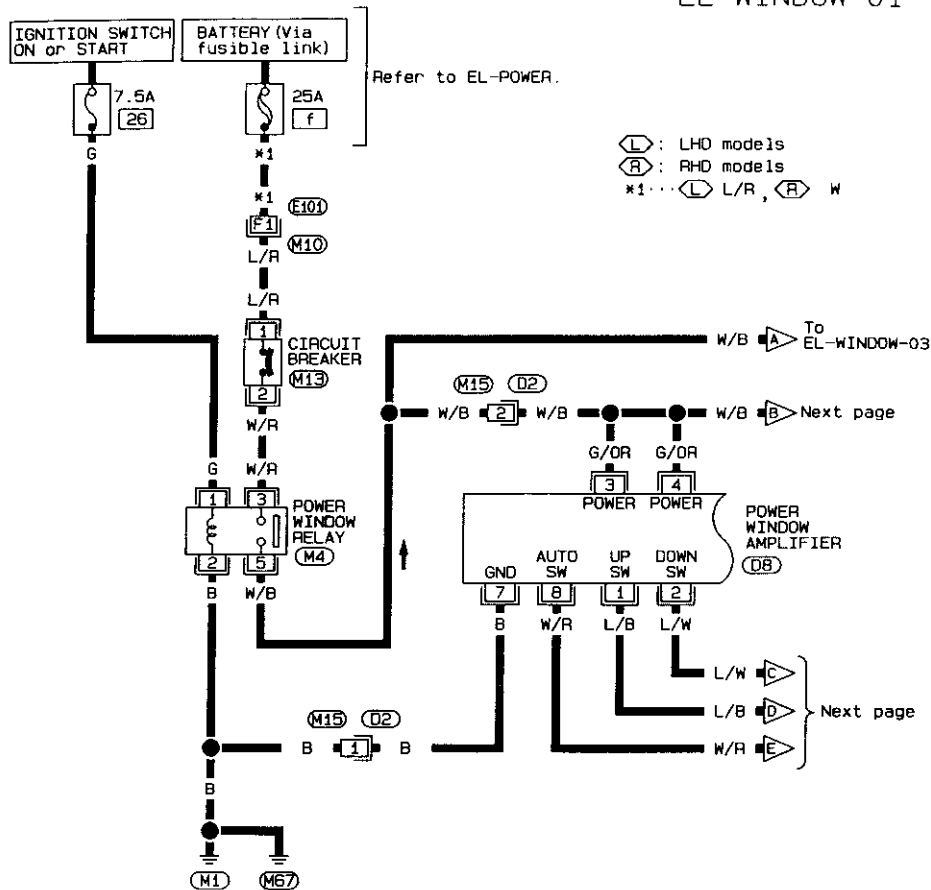 EL-WINDOW-01
IGNITION SWITCH
ON or START
BATTERY (Via
fusible link)
Refer to EL-POWER.
7.5A
26
25A
f
G
*1
*1
E101
F1
M10
L/R
L/R
L : LHD models
R : RHD models
*1 ··· L L/R , R W
1
CIRCUIT
BREAKER
M13
2
W/R
W/B A To
EL-WINDOW-03
M15 D2
W/B 2 W/B
W/B B Next page
G/OR G/OR
G W/R
1 3
POWER
WINDOW
RELAY
M4
2 5
B W/B
3 4
POWER POWER
POWER
WINDOW
AMPLIFIER
D8
GND AUTO SW UP SW DOWN SW
7 8 1 2
B W/R L/B L/W
L/W C
L/B D
W/R E
Next page
M15 D2
B 1 B
B
M1 M67